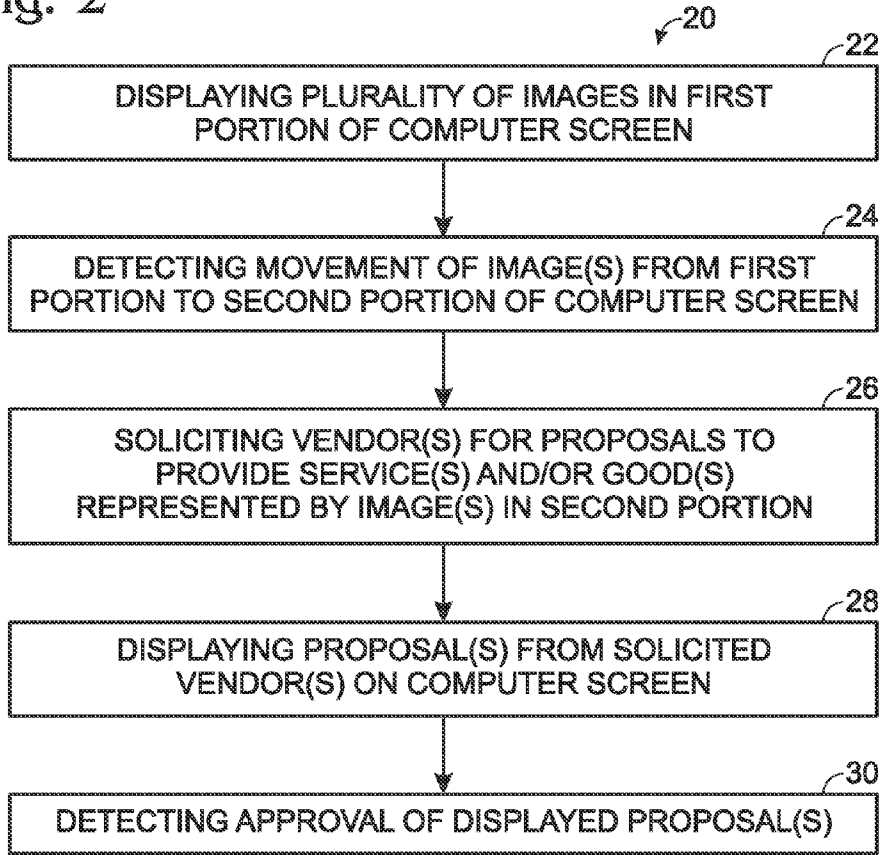 Fig. 2
20
22
DISPLAYING PLURALITY OF IMAGES IN FIRST
PORTION OF COMPUTER SCREEN
24
DETECTING MOVEMENT OF IMAGE(S) FROM FIRST
PORTION TO SECOND PORTION OF COMPUTER SCREEN
26
SOLICITING VENDOR(S) FOR PROPOSALS TO
PROVIDE SERVICE(S) AND/OR GOOD(S)
REPRESENTED BY IMAGE(S) IN SECOND PORTION
28
DISPLAYING PROPOSAL(S) FROM SOLICITED
VENDOR(S) ON COMPUTER SCREEN
30
DETECTING APPROVAL OF DISPLAYED PROPOSAL(S)